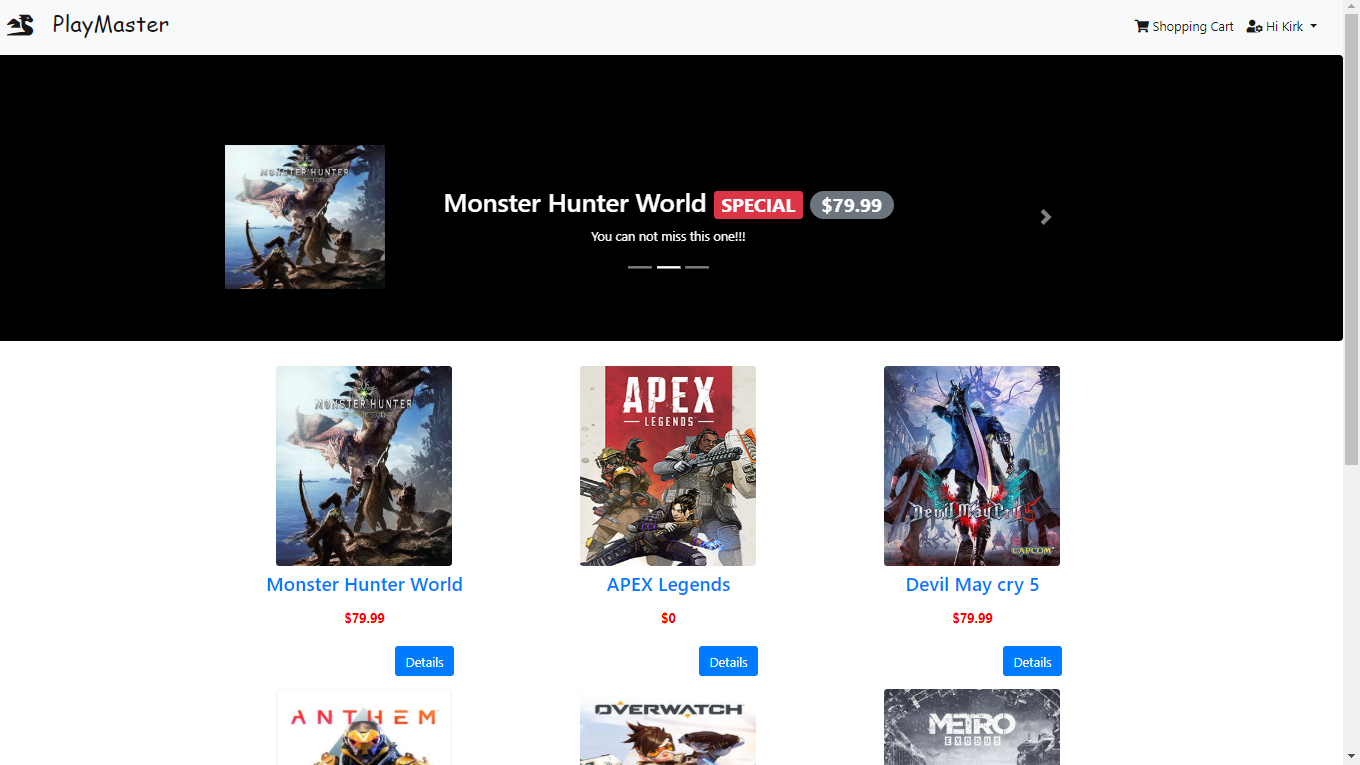 PlayMaster
Shopping Cart
Hi Kirk
MONSTER HUNTER
Monster Hunter World SPECIAL $79.99
You can not miss this one!!!
MONSTER HUNTER
APEX
LEGENDS
Devil May Cry 5
CAPCOM
Monster Hunter World
APEX Legends
Devil May cry 5
$79.99
$0
$79.99
Details
Details
Details
ANTHEM
OVERWATCH
METRO
EXODUS